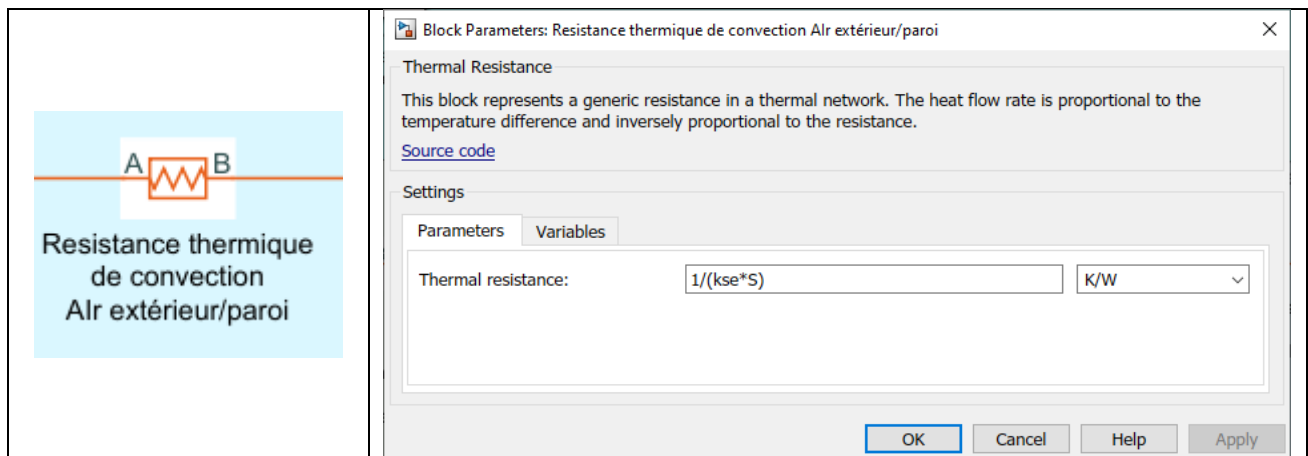 A B
Resistance thermique
de convection
AIr extérieur/paroi
Block Parameters: Resistance thermique de convection AIr extérieur/paroi
Thermal Resistance
This block represents a generic resistance in a thermal network. The heat flow rate is proportional to the
temperature difference and inversely proportional to the resistance.
Source code
Settings
Parameters Variables
Thermal resistance: 1/(kse*S) K/W
OK Cancel Help Apply